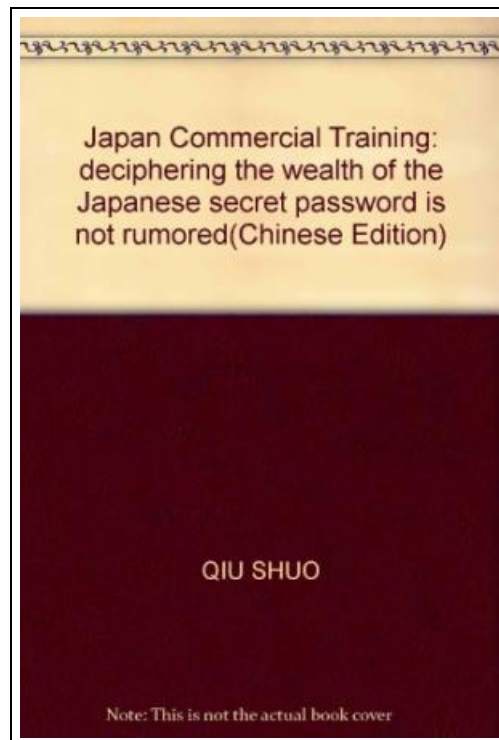 Japan Commercial Training:
deciphering the wealth of the
Japanese secret password is
not rumored(Chinese Edition)
QIU SHUO
Note: This is not the actual book cover